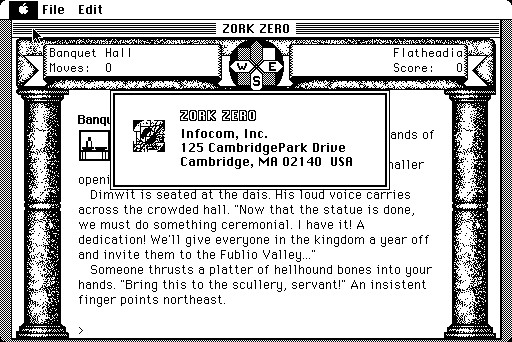 File Edit
ZORK ZERO
Banquet Hall
Moves: 0
W E
S
Flatheadia
Score: 0
Banqu
ands of
naller
openi
ZORK ZERO
Infocom, Inc.
125 CambridgePark Drive
Cambridge, MA 02140 USA
Dimwit is seated at the dais. His loud voice carries
across the crowded hall. "Now that the statue is done,
we must do something ceremonial. I have it! A
dedication! We'll give everyone in the kingdom a year off
and invite them to the Fublio Valley..."
Someone thrusts a platter of hellhound bones into your
hands. "Bring this to the scullery, servant!" An insistent
finger points northeast.
>